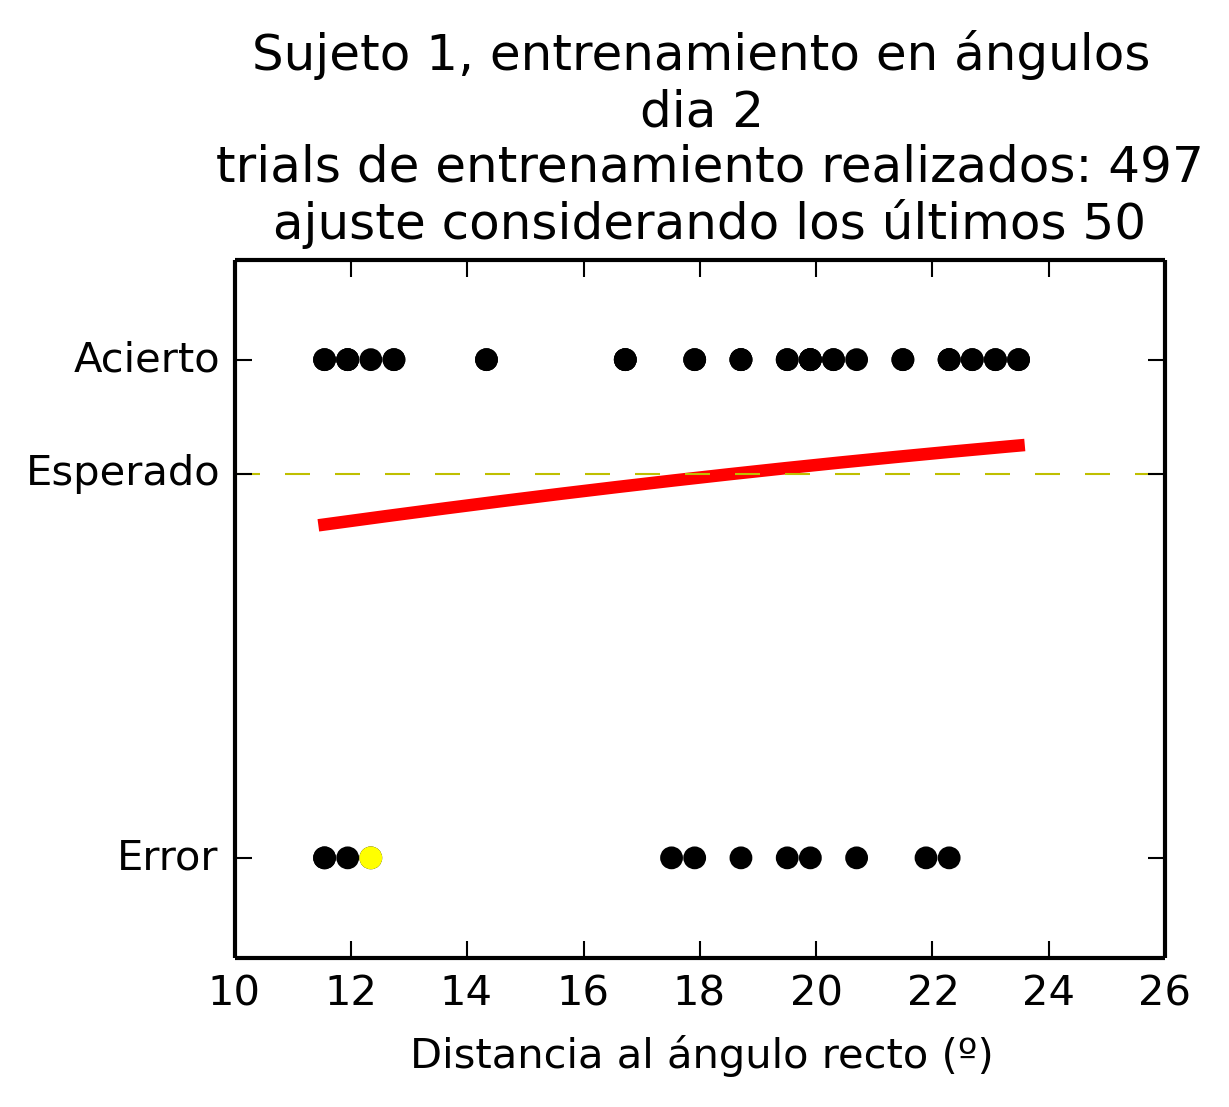 Sujeto 1, entrenamiento en ángulos
dia 2
trials de entrenamiento realizados: 497
ajuste considerando los últimos 50
Acierto
Esperado
Error
10 12 14 16 18 20 22 24 26
Distancia al ángulo recto (º)